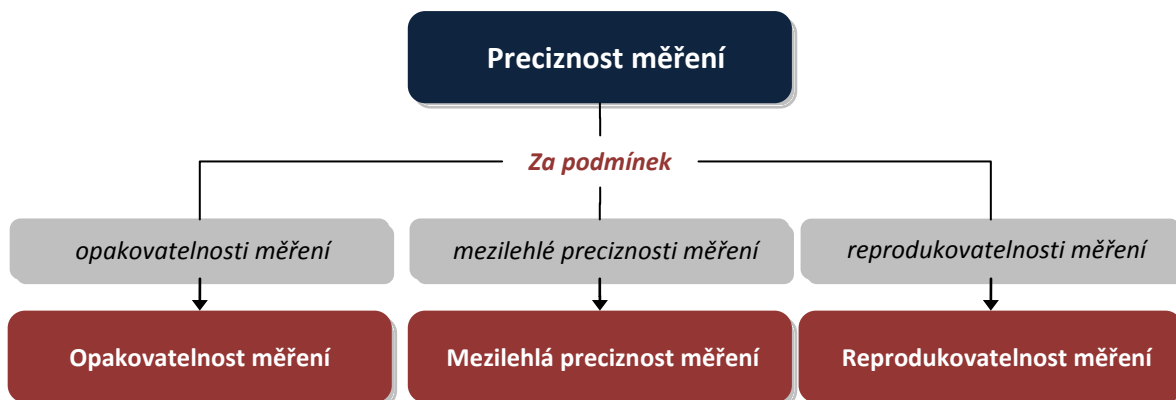 Preciznost měření
Za podmínek
opakovatelnosti měření
mezilehlé preciznosti měření
reprodukovatelnosti měření
Opakovatelnost měření
Mezilehlá preciznost měření
Reprodukovatelnost měření